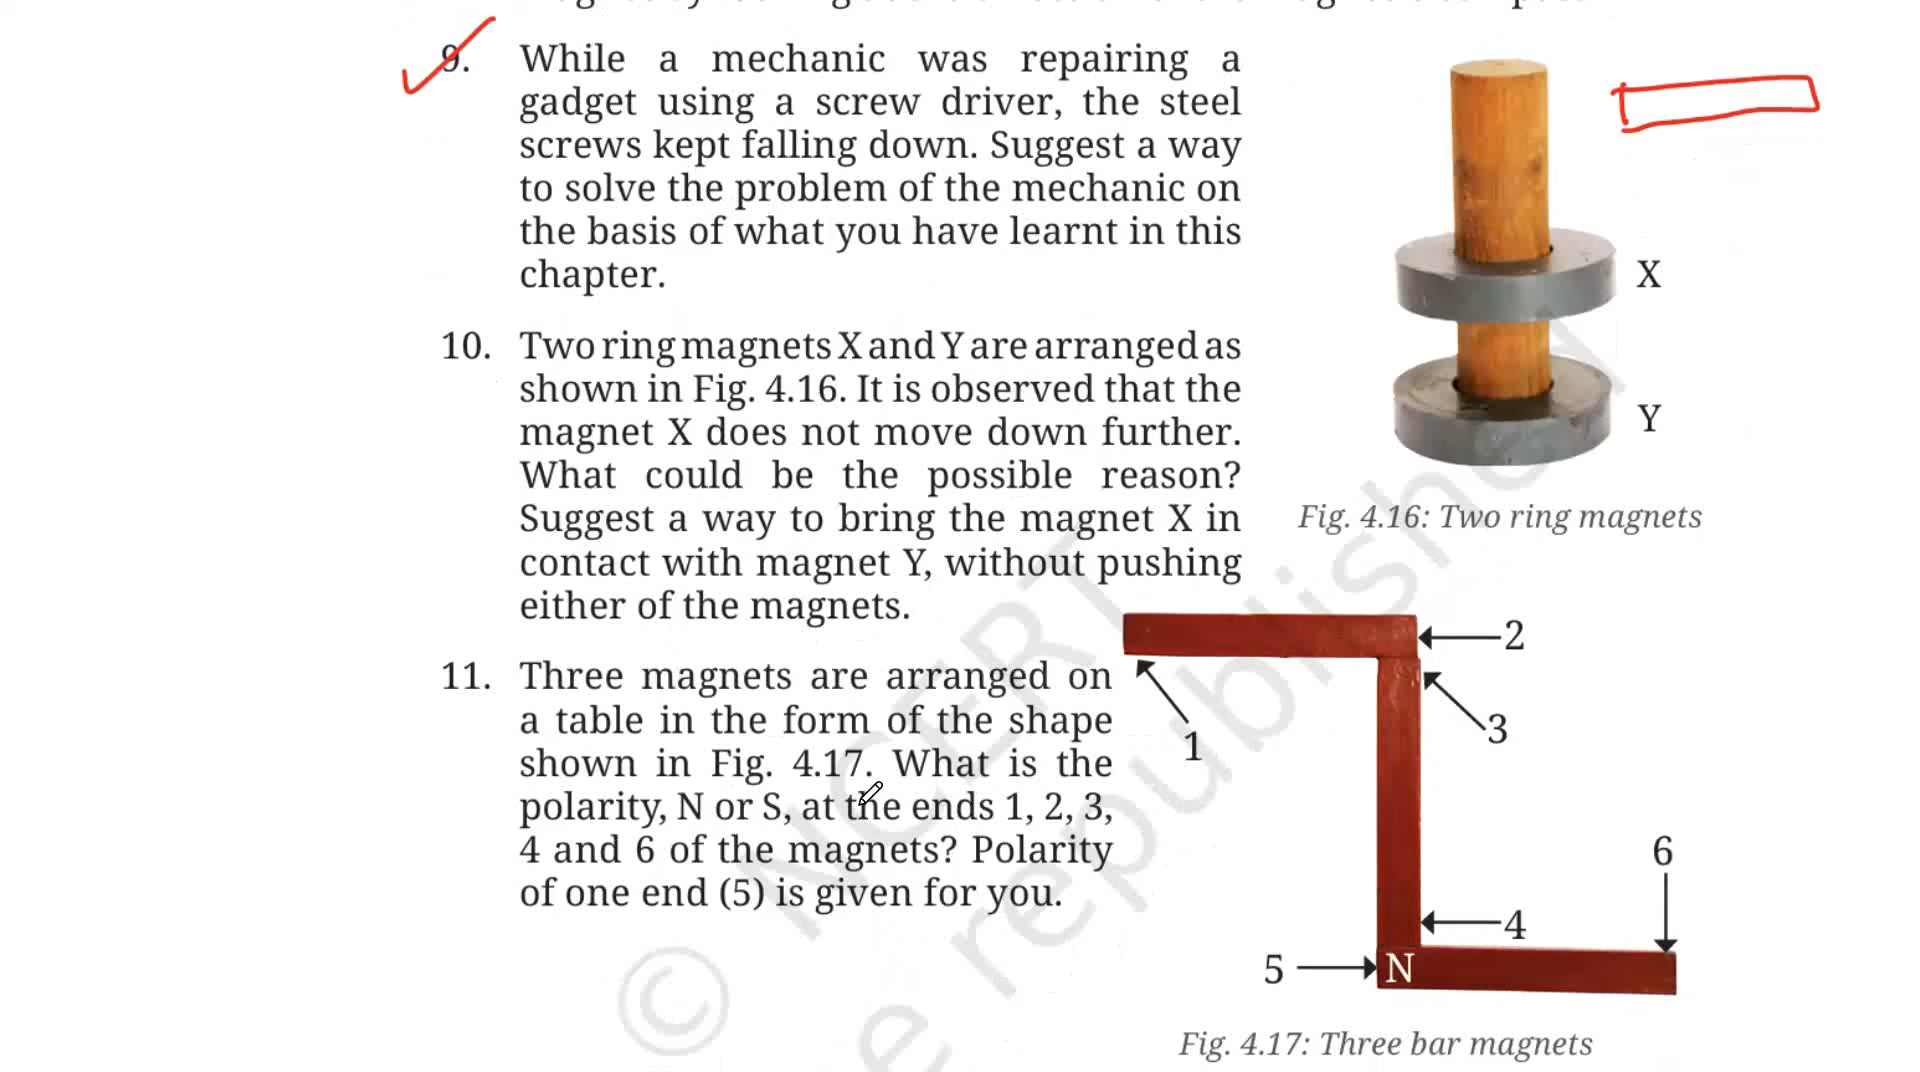 9. While a mechanic was repairing a
gadget using a screw driver, the steel
screws kept falling down. Suggest a way
to solve the problem of the mechanic on
the basis of what you have learnt in this
chapter.
X
10. Two ring magnets X and Y are arranged as
shown in Fig. 4.16. It is observed that the
magnet X does not move down further.
What could be the possible reason?
Suggest a way to bring the magnet X in
contact with magnet Y, without pushing
either of the magnets.
Y
Fig. 4.16: Two ring magnets
11. Three magnets are arranged on
a table in the form of the shape
shown in Fig. 4.17. What is the
polarity, N or S, at the ends 1, 2, 3,
4 and 6 of the magnets? Polarity
of one end (5) is given for you.
2
3
1
6
4
5
N
Fig. 4.17: Three bar magnets
© NCERT
be republished